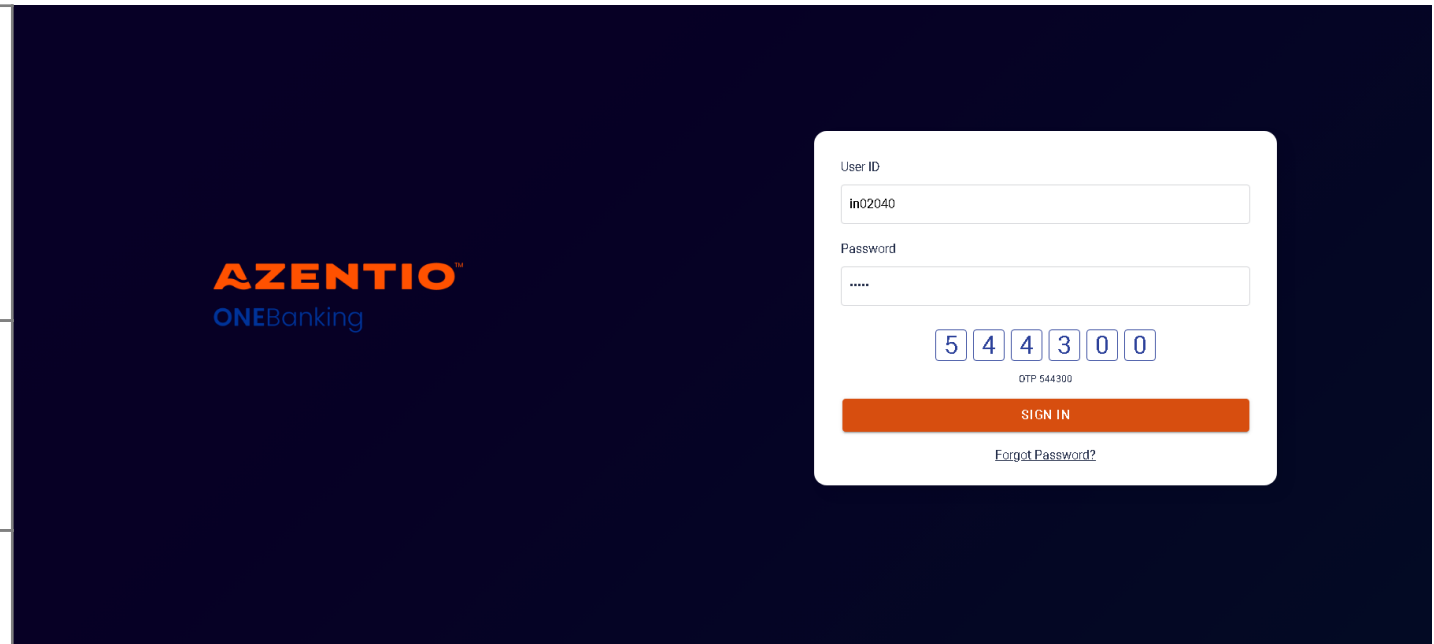 AZENTIO™
ONEBanking
User ID
in02040
Password
•••••
5 4 4 3 0 0
OTP 544300
SIGN IN
Forgot Password?